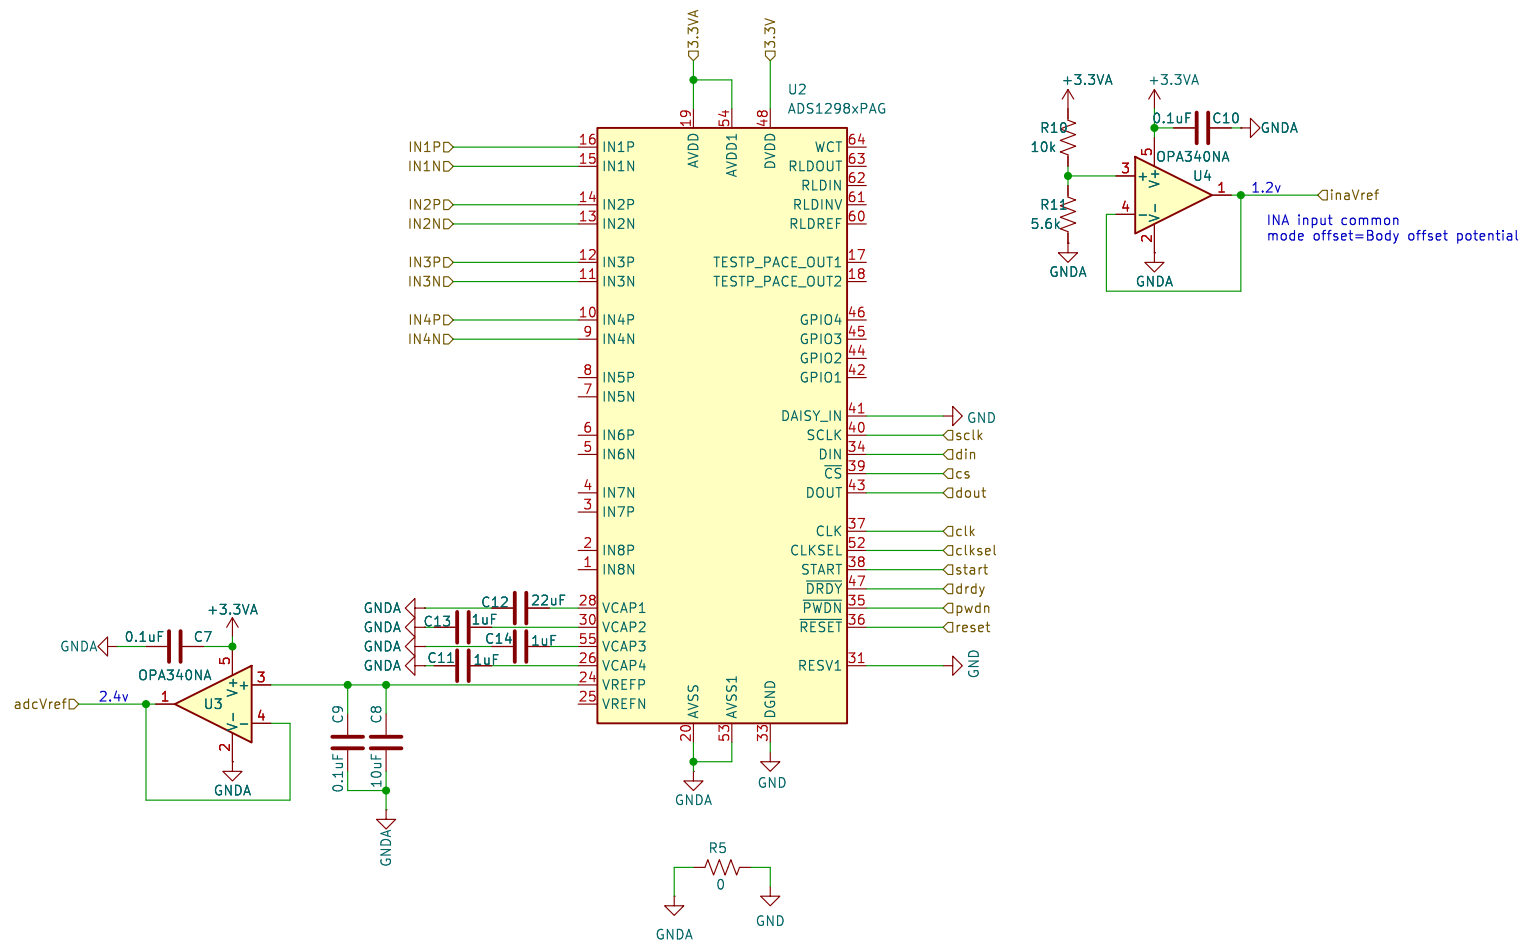 3.3VA
3.3V
U2
ADS1298xPAG
19
54
48
AVDD
AVDD1
DVDD
IN1P
16
IN1P
IN1N
15
IN1N
IN2P
14
IN2P
IN2N
13
IN2N
IN3P
12
IN3P
IN3N
11
IN3N
IN4P
10
IN4P
IN4N
9
IN4N
8
IN5P
7
IN5N
6
IN6P
5
IN6N
4
IN7N
3
IN7P
2
IN8P
1
IN8N
GNDA
C12
22uF
28
VCAP1
GNDA
C13
1uF
30
VCAP2
GNDA
C14
1uF
55
VCAP3
GNDA
C11
1uF
26
VCAP4
24
VREFP
25
VREFN
WCT
64
RLDOUT
63
RLDIN
62
RLDINV
61
RLDREF
60
TESTP_PACE_OUT1
17
TESTP_PACE_OUT2
18
GPIO4
46
GPIO3
45
GPIO2
44
GPIO1
42
DAISY_IN
41
GND
SCLK
40
sclk
DIN
34
din
CS
39
cs
DOUT
43
dout
CLK
37
clk
CLKSEL
52
clksel
START
38
start
DRDY
47
drdy
PWDN
35
pwdn
RESET
36
reset
RESV1
31
GND
AVSS
AVSS1
DGND
20
53
33
GNDA
GND
+3.3VA
R10
10k
R11
5.6k
GNDA
+3.3VA
0.1uF
C10
GNDA
OPA340NA
U4
5
V+
3
+
4
−
V-
2
1
GNDA
1.2v
inaVref
INA input common
mode offset=Body offset potential
+3.3VA
GNDA
0.1uF
C7
OPA340NA
U3
5
V+
3
+
4
−
V-
2
1
GNDA
2.4v
adcVref
C9
0.1uF
C8
10uF
GNDA
R5
0
GNDA
GND